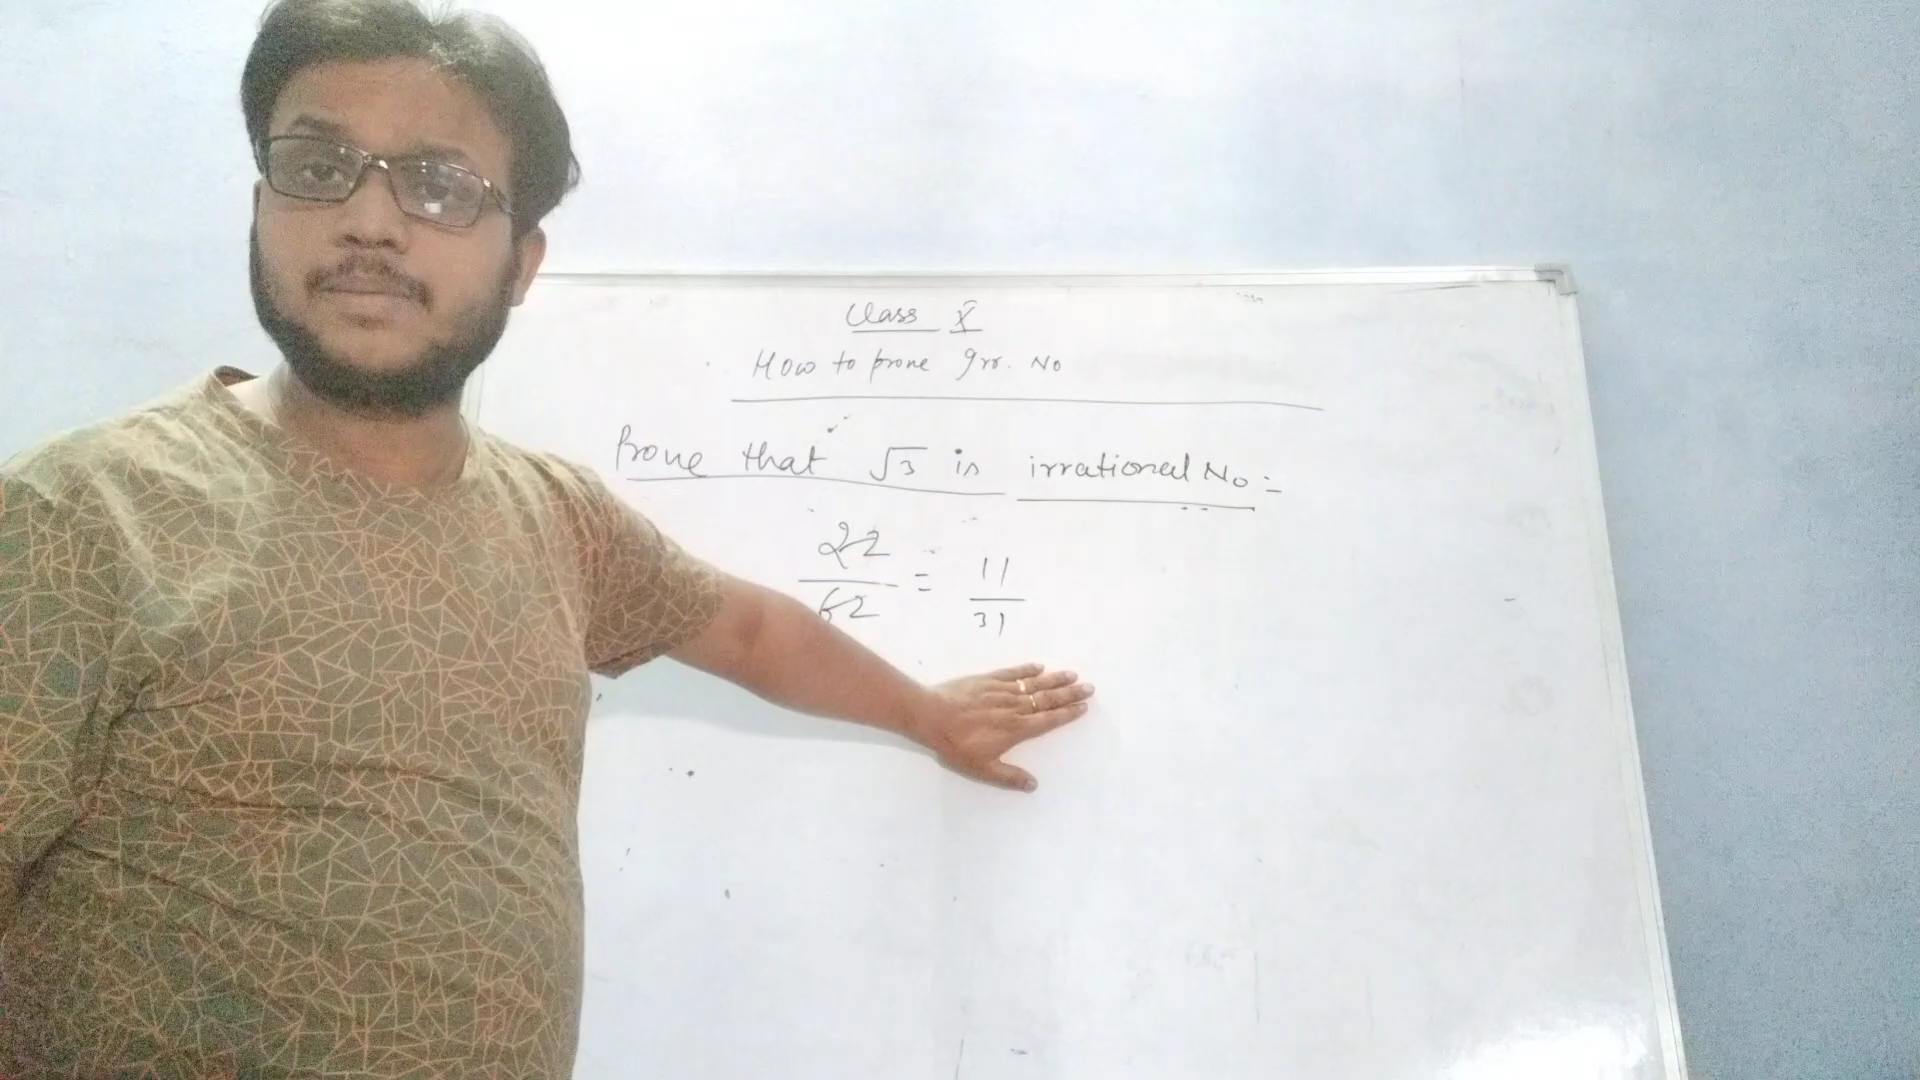 Class X
How to prove Irr. No
Prove that √3 is irrational No:-
22/62 = 11/31